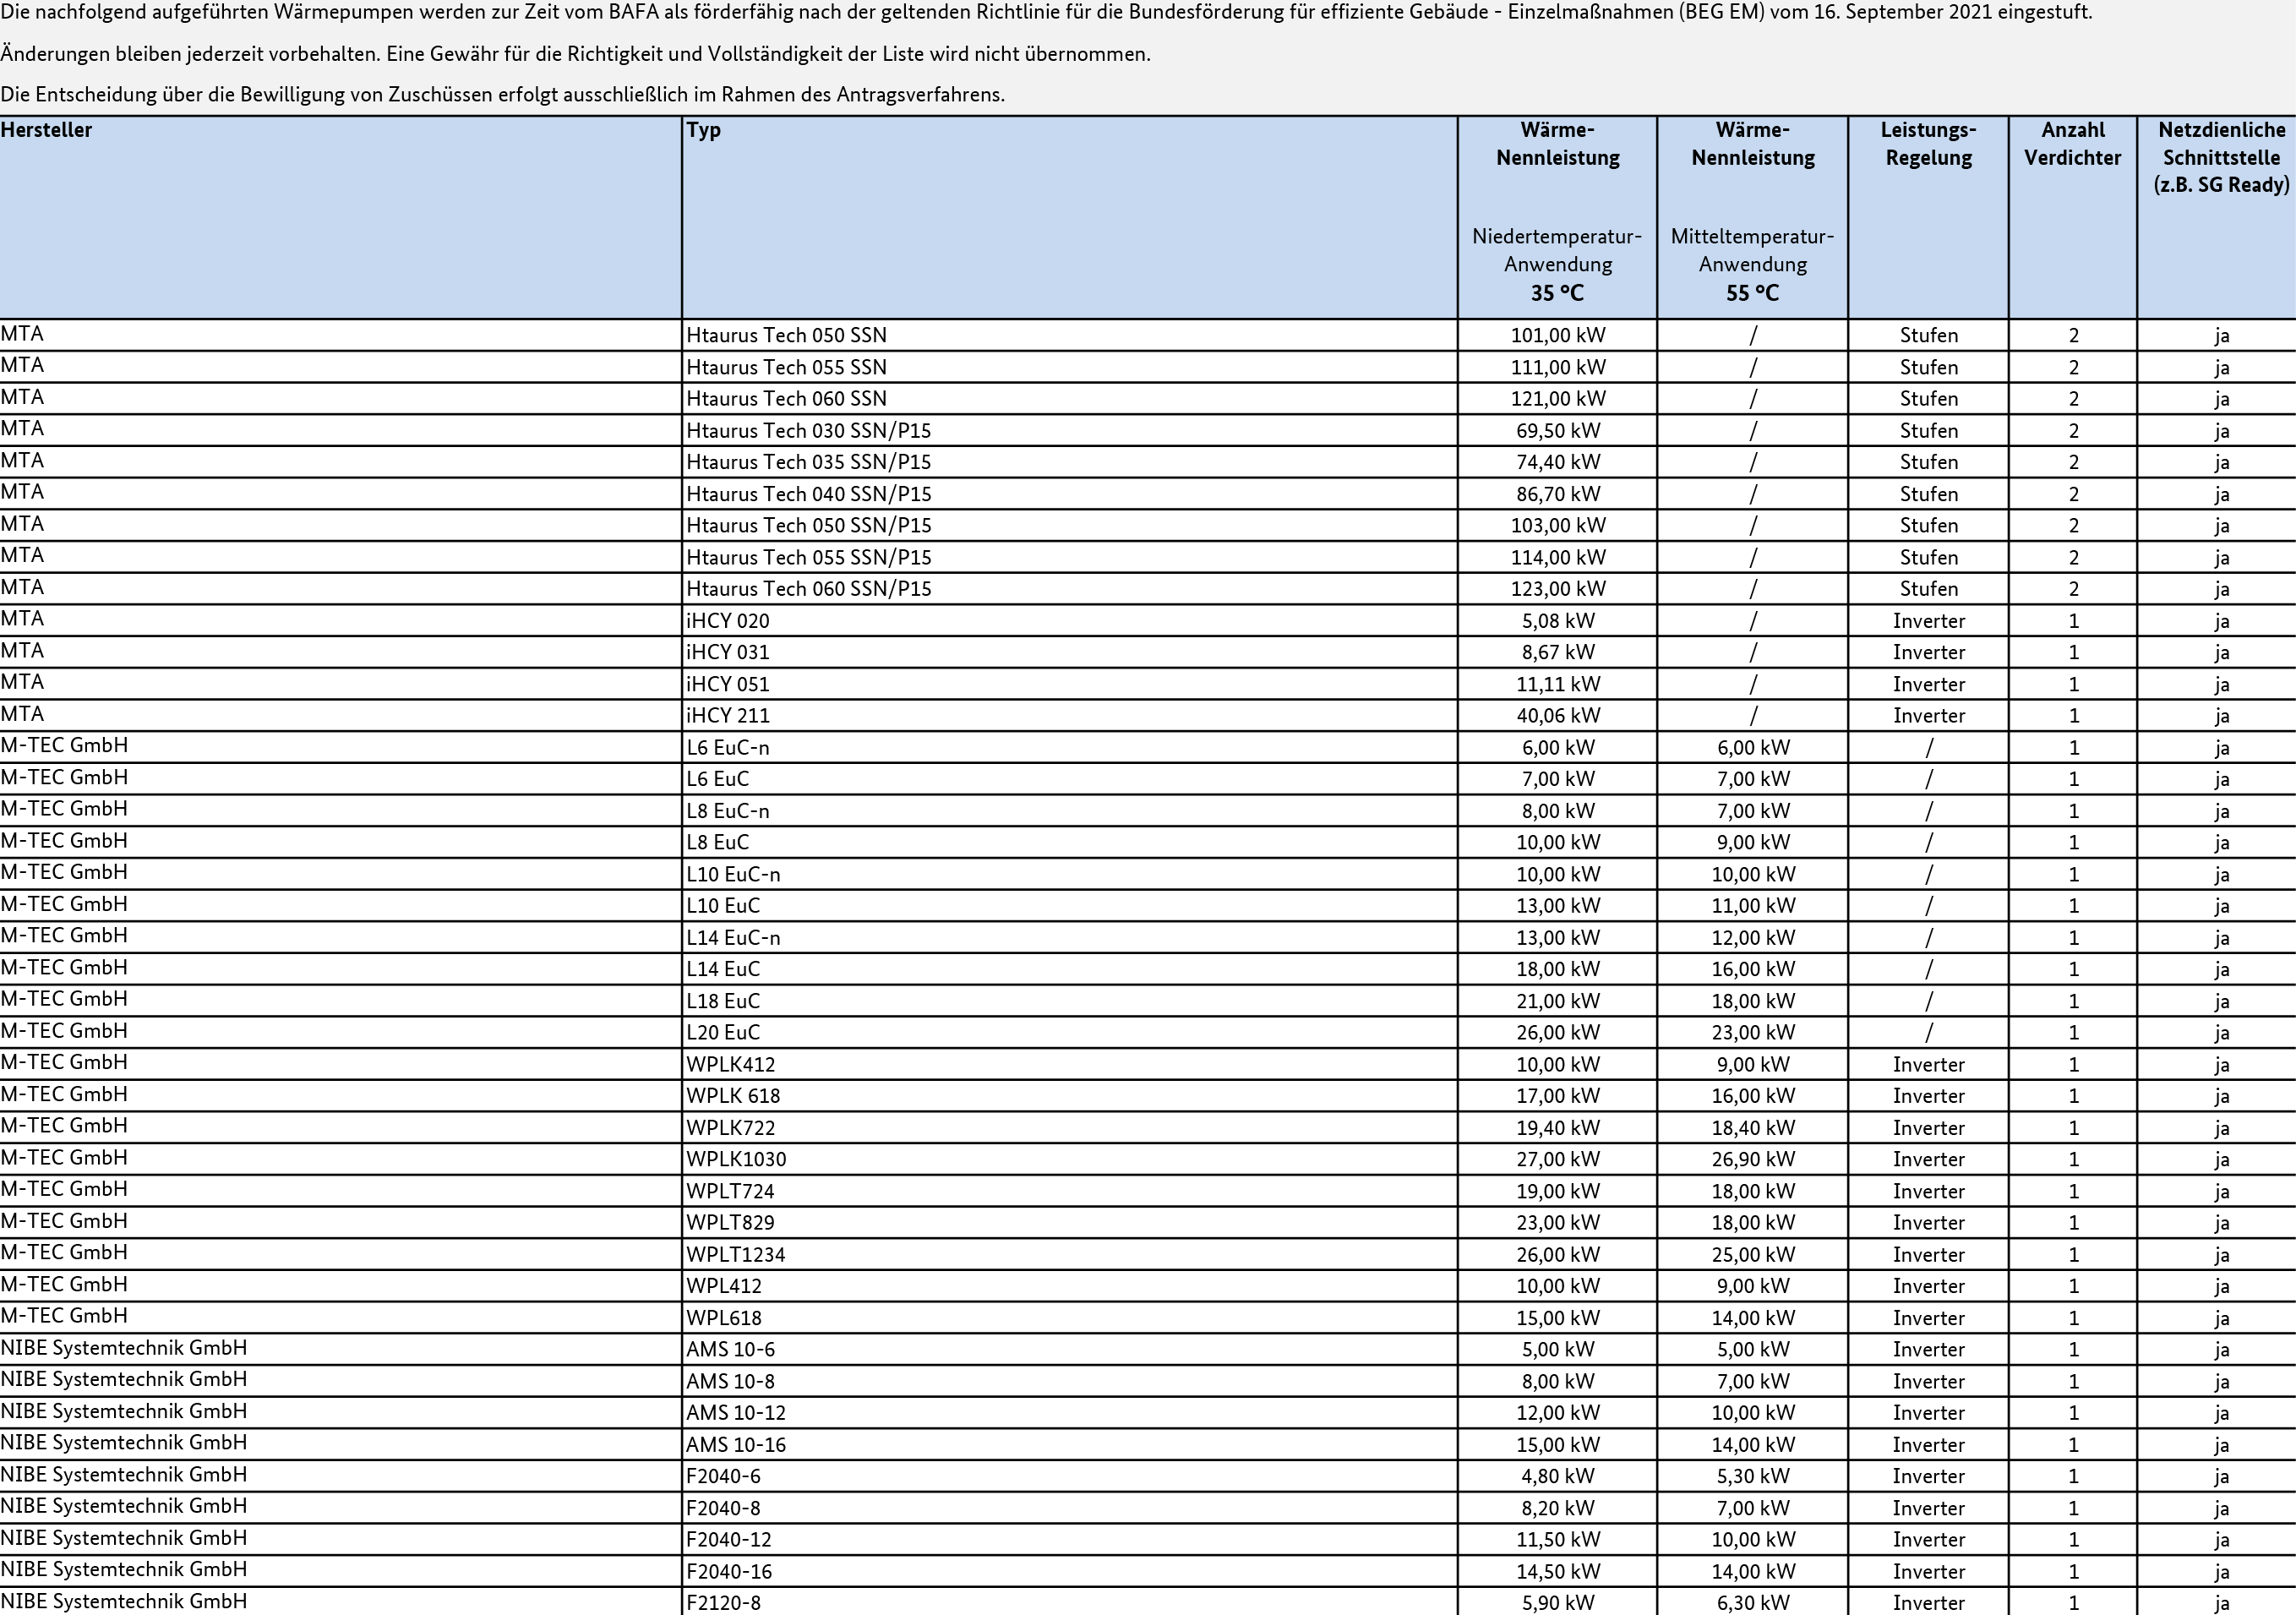 Die nachfolgend aufgeführten Wärmepumpen werden zur Zeit vom BAFA als förderfähig nach der geltenden Richtlinie für die Bundesförderung für effiziente Gebäude - Einzelmaßnahmen (BEG EM) vom 16. September 2021 eingestuft.
Änderungen bleiben jederzeit vorbehalten. Eine Gewähr für die Richtigkeit und Vollständigkeit der Liste wird nicht übernommen.
Die Entscheidung über die Bewilligung von Zuschüssen erfolgt ausschließlich im Rahmen des Antragsverfahrens.
Hersteller Typ Wärme- Wärme- Leistungs- Anzahl Netzdienliche
Nennleistung Nennleistung Regelung Verdichter Schnittstelle
(z.B. SG Ready)
Niedertemperatur- Mitteltemperatur-
Anwendung Anwendung
35 °C 55 °C
MTA Htaurus Tech 050 SSN 101,00 kW / Stufen 2 ja
MTA Htaurus Tech 055 SSN 111,00 kW / Stufen 2 ja
MTA Htaurus Tech 060 SSN 121,00 kW / Stufen 2 ja
MTA Htaurus Tech 030 SSN/P15 69,50 kW / Stufen 2 ja
MTA Htaurus Tech 035 SSN/P15 74,40 kW / Stufen 2 ja
MTA Htaurus Tech 040 SSN/P15 86,70 kW / Stufen 2 ja
MTA Htaurus Tech 050 SSN/P15 103,00 kW / Stufen 2 ja
MTA Htaurus Tech 055 SSN/P15 114,00 kW / Stufen 2 ja
MTA Htaurus Tech 060 SSN/P15 123,00 kW / Stufen 2 ja
MTA iHCY 020 5,08 kW / Inverter 1 ja
MTA iHCY 031 8,67 kW / Inverter 1 ja
MTA iHCY 051 11,11 kW / Inverter 1 ja
MTA iHCY 211 40,06 kW / Inverter 1 ja
M-TEC GmbH L6 EuC-n 6,00 kW 6,00 kW / 1 ja
M-TEC GmbH L6 EuC 7,00 kW 7,00 kW / 1 ja
M-TEC GmbH L8 EuC-n 8,00 kW 7,00 kW / 1 ja
M-TEC GmbH L8 EuC 10,00 kW 9,00 kW / 1 ja
M-TEC GmbH L10 EuC-n 10,00 kW 10,00 kW / 1 ja
M-TEC GmbH L10 EuC 13,00 kW 11,00 kW / 1 ja
M-TEC GmbH L14 EuC-n 13,00 kW 12,00 kW / 1 ja
M-TEC GmbH L14 EuC 18,00 kW 16,00 kW / 1 ja
M-TEC GmbH L18 EuC 21,00 kW 18,00 kW / 1 ja
M-TEC GmbH L20 EuC 26,00 kW 23,00 kW / 1 ja
M-TEC GmbH WPLK412 10,00 kW 9,00 kW Inverter 1 ja
M-TEC GmbH WPLK 618 17,00 kW 16,00 kW Inverter 1 ja
M-TEC GmbH WPLK722 19,40 kW 18,40 kW Inverter 1 ja
M-TEC GmbH WPLK1030 27,00 kW 26,90 kW Inverter 1 ja
M-TEC GmbH WPLT724 19,00 kW 18,00 kW Inverter 1 ja
M-TEC GmbH WPLT829 23,00 kW 18,00 kW Inverter 1 ja
M-TEC GmbH WPLT1234 26,00 kW 25,00 kW Inverter 1 ja
M-TEC GmbH WPL412 10,00 kW 9,00 kW Inverter 1 ja
M-TEC GmbH WPL618 15,00 kW 14,00 kW Inverter 1 ja
NIBE Systemtechnik GmbH AMS 10-6 5,00 kW 5,00 kW Inverter 1 ja
NIBE Systemtechnik GmbH AMS 10-8 8,00 kW 7,00 kW Inverter 1 ja
NIBE Systemtechnik GmbH AMS 10-12 12,00 kW 10,00 kW Inverter 1 ja
NIBE Systemtechnik GmbH AMS 10-16 15,00 kW 14,00 kW Inverter 1 ja
NIBE Systemtechnik GmbH F2040-6 4,80 kW 5,30 kW Inverter 1 ja
NIBE Systemtechnik GmbH F2040-8 8,20 kW 7,00 kW Inverter 1 ja
NIBE Systemtechnik GmbH F2040-12 11,50 kW 10,00 kW Inverter 1 ja
NIBE Systemtechnik GmbH F2040-16 14,50 kW 14,00 kW Inverter 1 ja
NIBE Systemtechnik GmbH F2120-8 5,90 kW 6,30 kW Inverter 1 ja